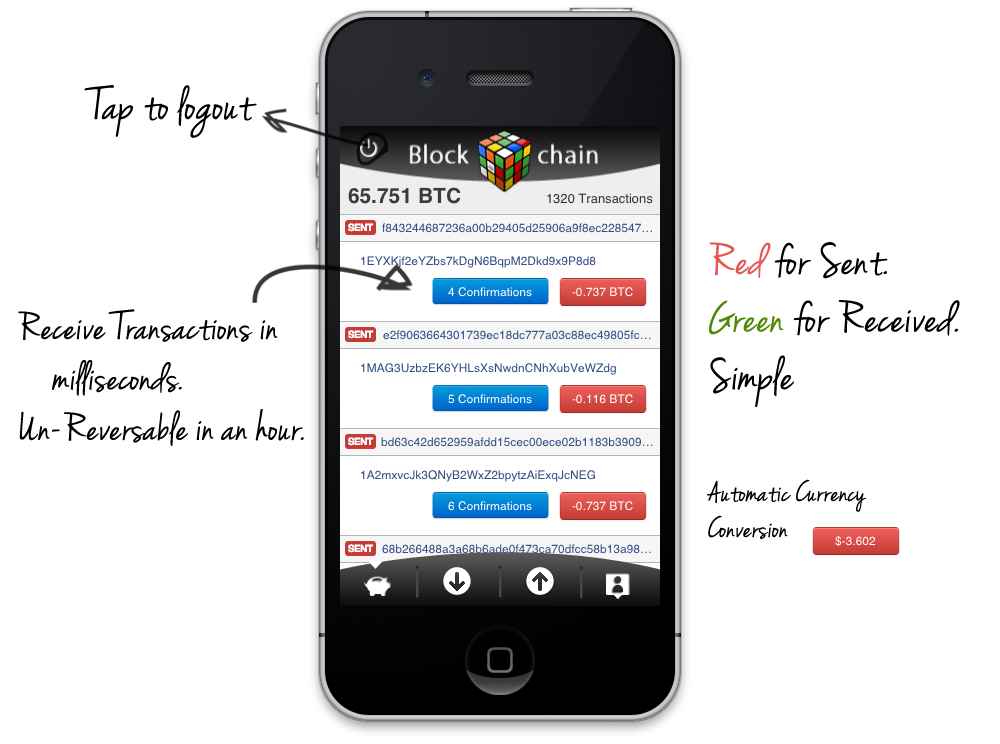 Tap to logout
Block chain
65.751 BTC 1320 Transactions
SENT f843244687236a00b29405d25906a9f8ec228547...
1EYXKif2eYZbs7kDgN6BqpM2Dkd9x9P8d8
4 Confirmations -0.737 BTC
SENT e2f9063664301739ec18dc777a03c88ec49805fc...
1MAG3UzbzEK6YHLsXsNwdnCNhXubVeWZdg
5 Confirmations -0.116 BTC
SENT bd63c42d652959afdd15cec00ece02b1183b3909...
1A2mxvcJk3QNyB2WxZ2bpytzAiExqJcNEG
6 Confirmations -0.737 BTC
SENT 68b266488a3a68b6ade0f473ca70dfcc58b13a98...
Receive Transactions in
milliseconds.
Un-Reversable in an hour.
Red for Sent.
Green for Received.
Simple
Automatic Currency
Conversion $-3.602